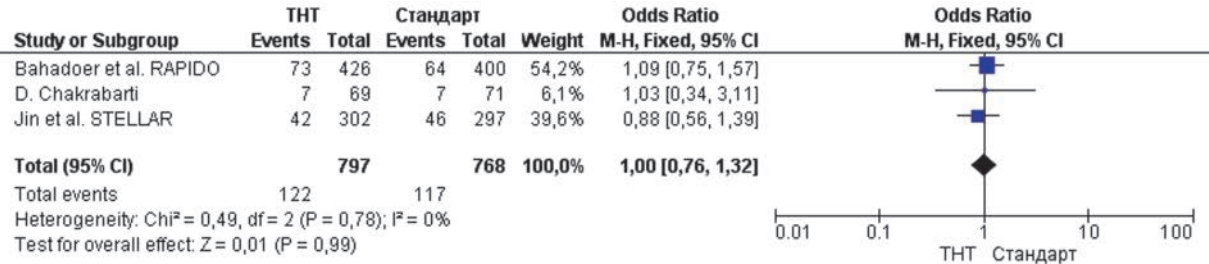 ТНТ Стандарт Odds Ratio Odds Ratio
Study or Subgroup Events Total Events Total Weight M-H, Fixed, 95% CI M-H, Fixed, 95% CI
Bahadoer et al. RAPIDO 73 426 64 400 54,2% 1,09 [0,75, 1,57]
D. Chakrabarti 7 69 7 71 6,1% 1,03 [0,34, 3,11]
Jin et al. STELLAR 42 302 46 297 39,6% 0,88 [0,56, 1,39]
Total (95% CI) 797 768 100,0% 1,00 [0,76, 1,32]
Total events 122 117
Heterogeneity: Chi² = 0,49, df = 2 (P = 0,78); I² = 0%
Test for overall effect: Z = 0,01 (P = 0,99)
0.01 0.1 1 10 100
ТНТ Стандарт